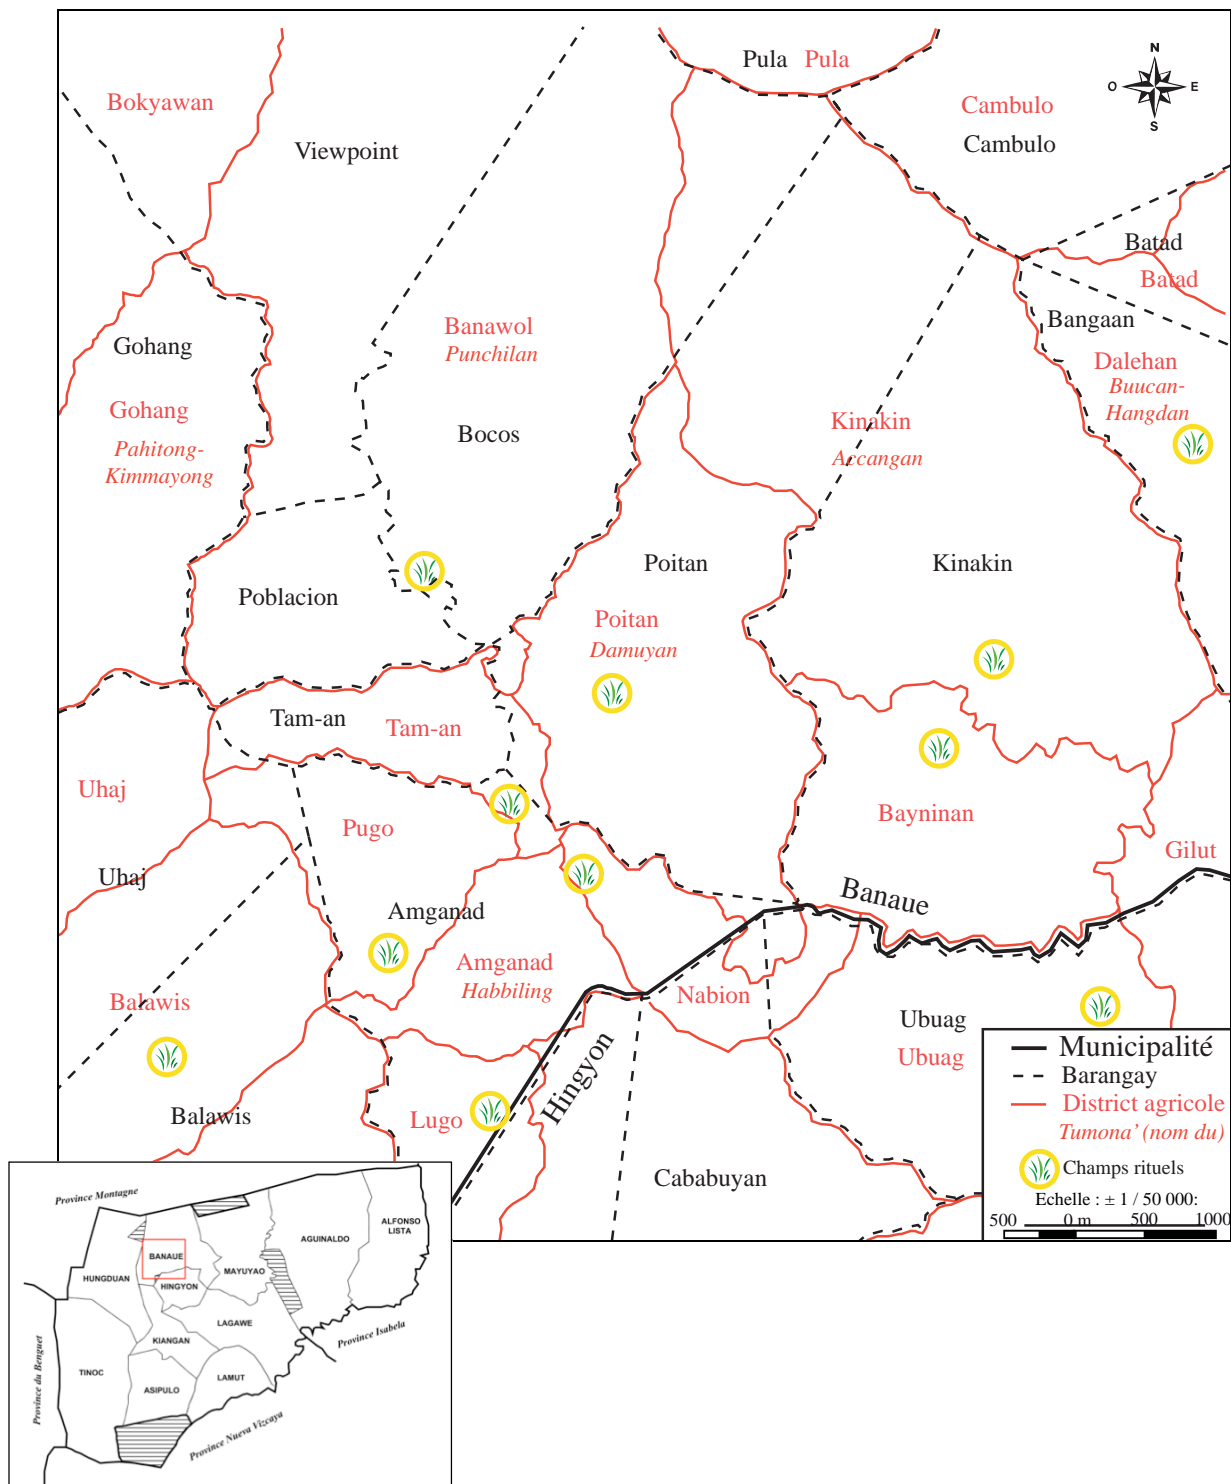 Pula Pula
N
O E
S
Bokyawan
Cambulo
Cambulo
Viewpoint
Batad
Batad
Bangaan
Banawol
Punchilan
Gohang
Dalehan
Buucan-
Hangdan
Gohang
Kinakin
Accangan
Bocos
Pahitong-
Kimmayong
Poitan
Kinakin
Poblacion
Poitan
Damuyan
Tam-an
Tam-an
Uhaj
Pugo
Bayninan
Gilut
Uhaj
Banaue
Amganad
Amganad
Habbiling
Balawis
Nabion
Ubuag
Ubuag
Hingyon
Balawis
Lugo
Cababuyan
Municipalité
Barangay
District agricole
Tumona’ (nom du)
Champs rituels
Echelle : ± 1 / 50 000:
500 0 m 500 1000
Province Montagne
ALFONSO
LISTA
AGUINALDO
BANAUE
MAYUYAO
HUNGDUAN
HINGYON
LAGAWE
KIANGAN
Province Isabela
Province du Benguet
TINOC
LAMUT
ASIPULO
Province Nueva Vizcaya